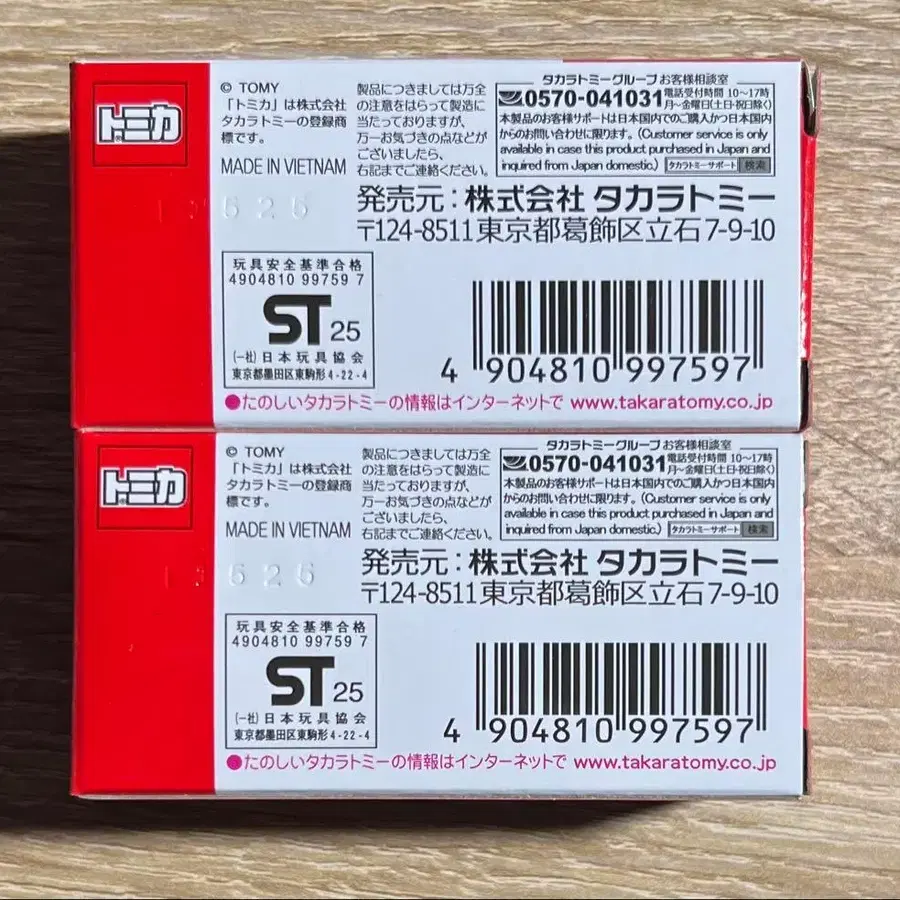 トミカ
© TOMY
「トミカ」は株式会社
タカラトミーの登録商
標です。
MADE IN VIETNAM
製品につきましては万全
の注意をはらって製造に
当たっておりますが、
万一お気づきの点などが
ございましたら、
右記までご連絡ください。
タカラトミーグループ お客様相談室
0570-041031 電話受付時間 10〜17時
月〜金曜日(土・日・祝日除く)
本製品のお客様サポートは日本国内でのご購入かつ日本国内
からのお問い合わせに限ります。(Customer service is only
available in case this product purchased in Japan and
inquired from Japan domestic.) タカラトミーサポート 検索
発売元：株式会社 タカラトミー
〒124-8511 東京都葛飾区立石7-9-10
525
玩具安全基準合格
4904810 99759 7
ST 25
(一社)日本玩具協会
東京都墨田区東駒形4-22-4
4 904810 997597
●たのしいタカラトミーの情報はインターネットで www.takaratomy.co.jp
トミカ
© TOMY
「トミカ」は株式会社
タカラトミーの登録商
標です。
MADE IN VIETNAM
製品につきましては万全
の注意をはらって製造に
当たっておりますが、
万一お気づきの点などが
ございましたら、
右記までご連絡ください。
タカラトミーグループ お客様相談室
0570-041031 電話受付時間 10〜17時
月〜金曜日(土・日・祝日除く)
本製品のお客様サポートは日本国内でのご購入かつ日本国内
からのお問い合わせに限ります。(Customer service is only
available in case this product purchased in Japan and
inquired from Japan domestic.) タカラトミーサポート 検索
発売元：株式会社 タカラトミー
〒124-8511 東京都葛飾区立石7-9-10
525
玩具安全基準合格
4904810 99759 7
ST 25
(一社)日本玩具協会
東京都墨田区東駒形4-22-4
4 904810 997597
●たのしいタカラトミーの情報はインターネットで www.takaratomy.co.jp